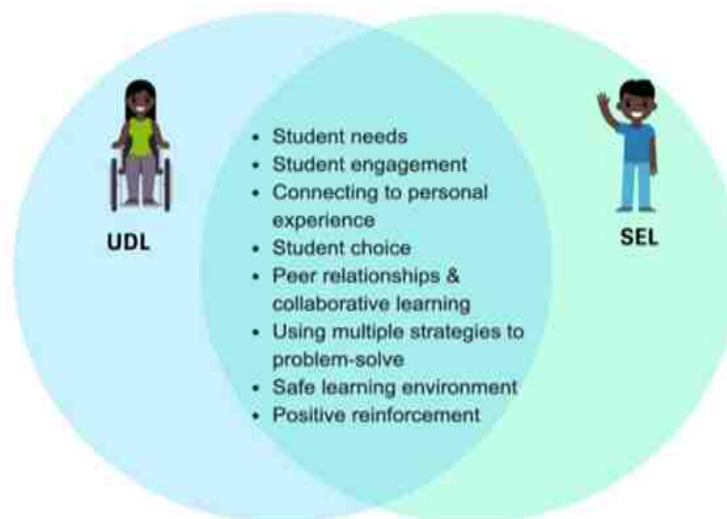 • Student needs
• Student engagement
• Connecting to personal
experience
• Student choice
• Peer relationships &
collaborative learning
• Using multiple strategies to
problem-solve
• Safe learning environment
• Positive reinforcement
UDL
SEL